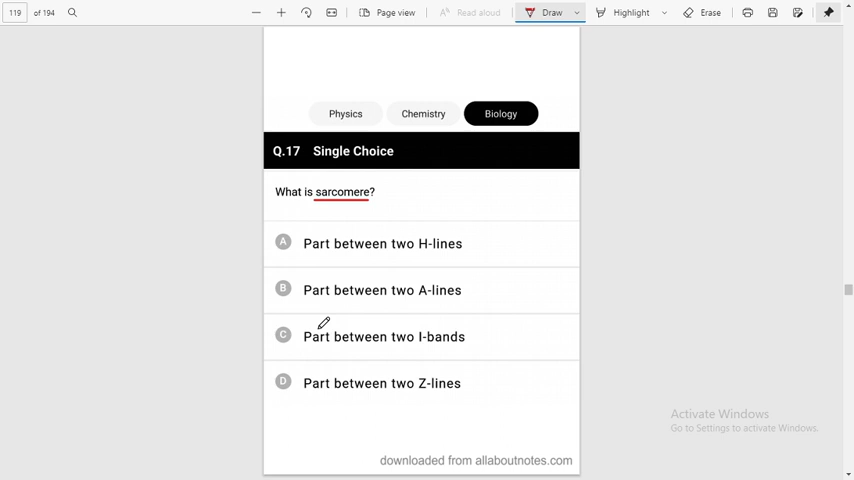 119 of 194 Page view Read aloud Draw Highlight Erase
Physics Chemistry Biology
Q.17 Single Choice
What is sarcomere?
A Part between two H-lines
B Part between two A-lines
C Part between two I-bands
D Part between two Z-lines
Activate Windows
Go to Settings to activate Windows.
downloaded from allaboutnotes.com